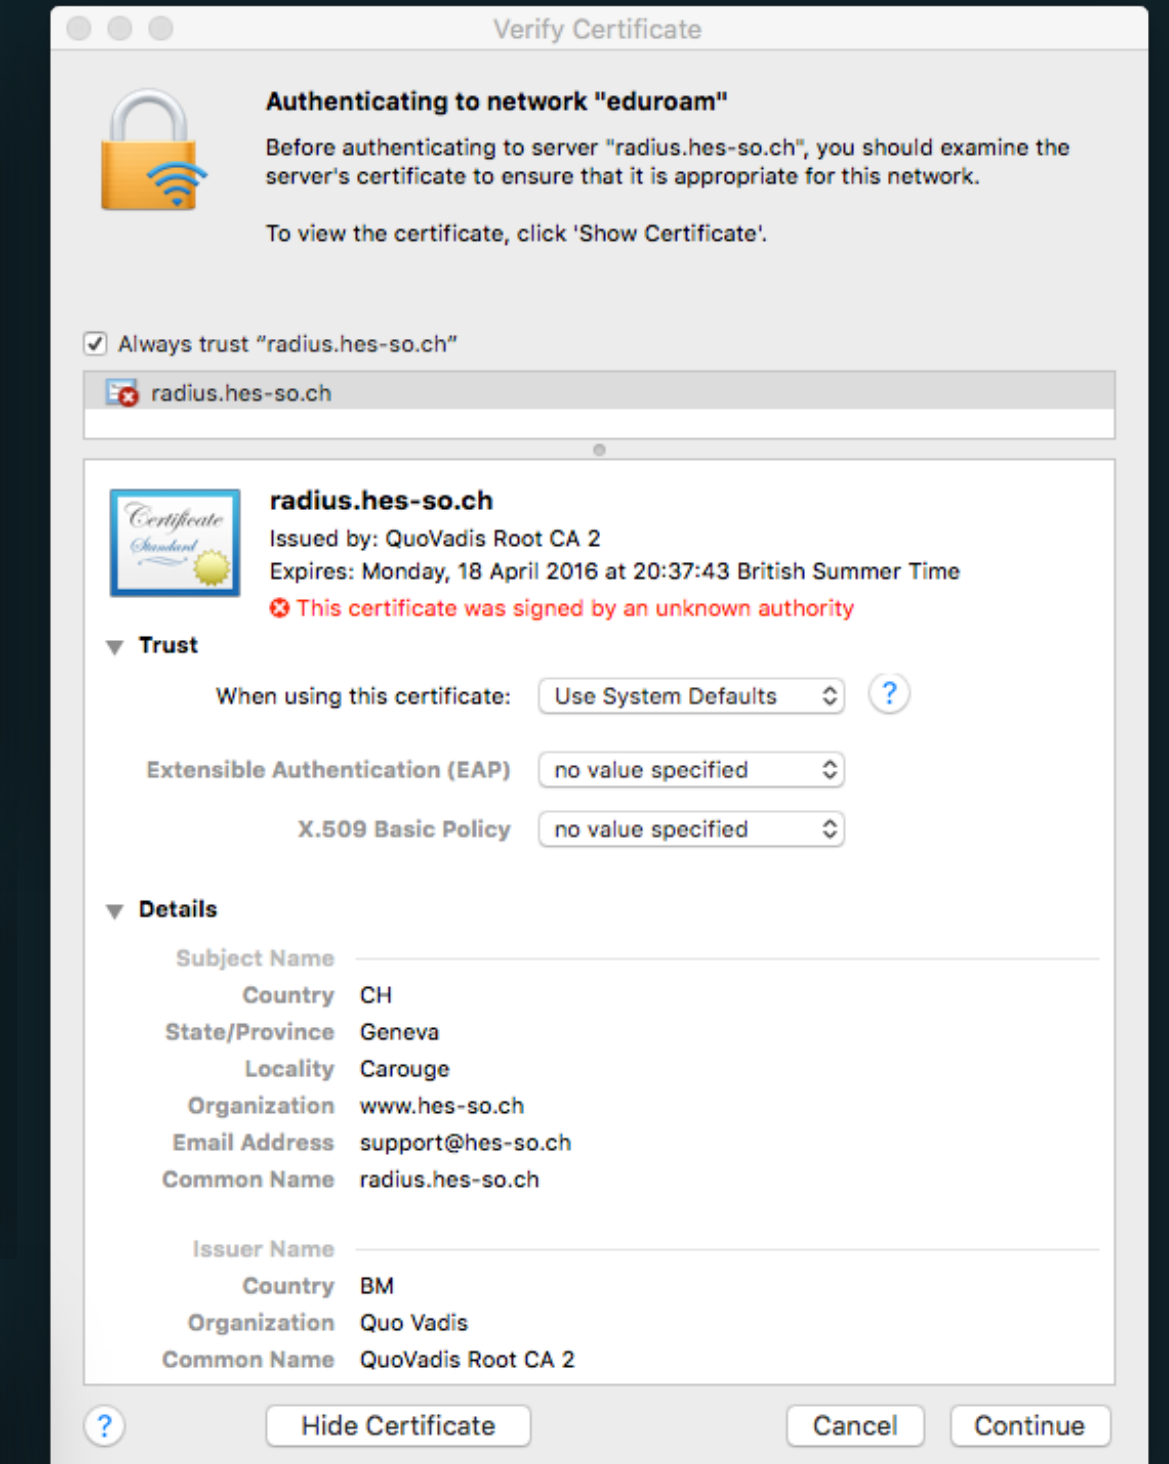 Verify Certificate
Authenticating to network "eduroam"
Before authenticating to server "radius.hes-so.ch", you should examine the
server's certificate to ensure that it is appropriate for this network.
To view the certificate, click 'Show Certificate'.
Always trust “radius.hes-so.ch”
radius.hes-so.ch
Certificate
Standard
radius.hes-so.ch
Issued by: QuoVadis Root CA 2
Expires: Monday, 18 April 2016 at 20:37:43 British Summer Time
This certificate was signed by an unknown authority
Trust
When using this certificate: Use System Defaults ?
Extensible Authentication (EAP) no value specified
X.509 Basic Policy no value specified
Details
Subject Name
Country CH
State/Province Geneva
Locality Carouge
Organization www.hes-so.ch
Email Address support@hes-so.ch
Common Name radius.hes-so.ch
Issuer Name
Country BM
Organization Quo Vadis
Common Name QuoVadis Root CA 2
? Hide Certificate Cancel Continue